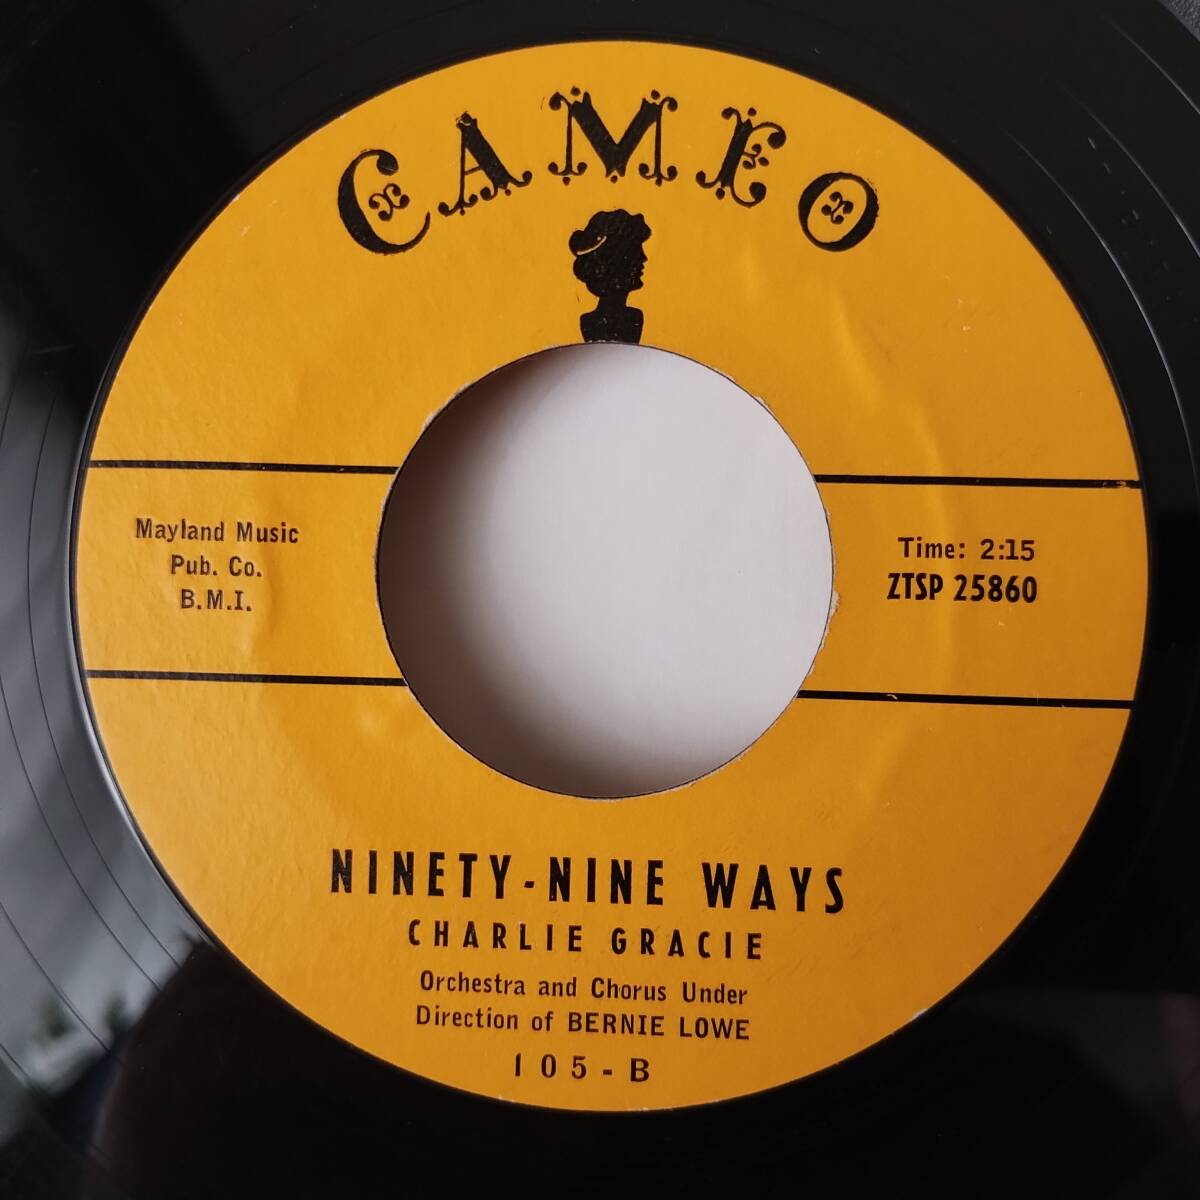 CAMEO
Mayland Music
Pub. Co.
B.M.I.
Time: 2:15
ZTSP 25860
NINETY-NINE WAYS
CHARLIE GRACIE
Orchestra and Chorus Under
Direction of BERNIE LOWE
105-B